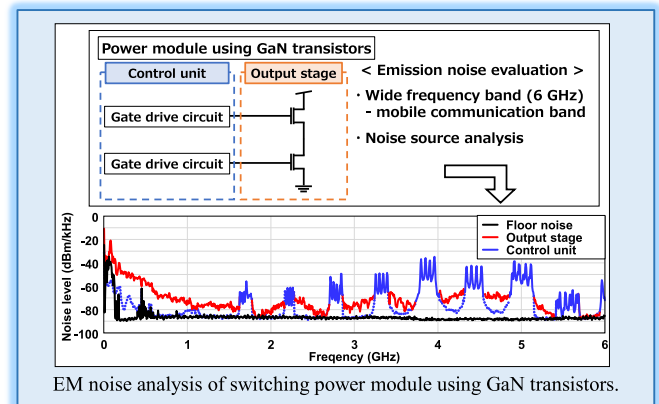 Power module using GaN transistors
Control unit
Output stage
Gate drive circuit
Gate drive circuit
< Emission noise evaluation >
· Wide frequency band (6 GHz)
- mobile communication band
· Noise source analysis
Floor noise
Output stage
Control unit
Noise level (dBm/kHz)
0
-20
-40
-60
-80
-100
0 1 2 3 4 5 6
Freqency (GHz)
EM noise analysis of switching power module using GaN transistors.